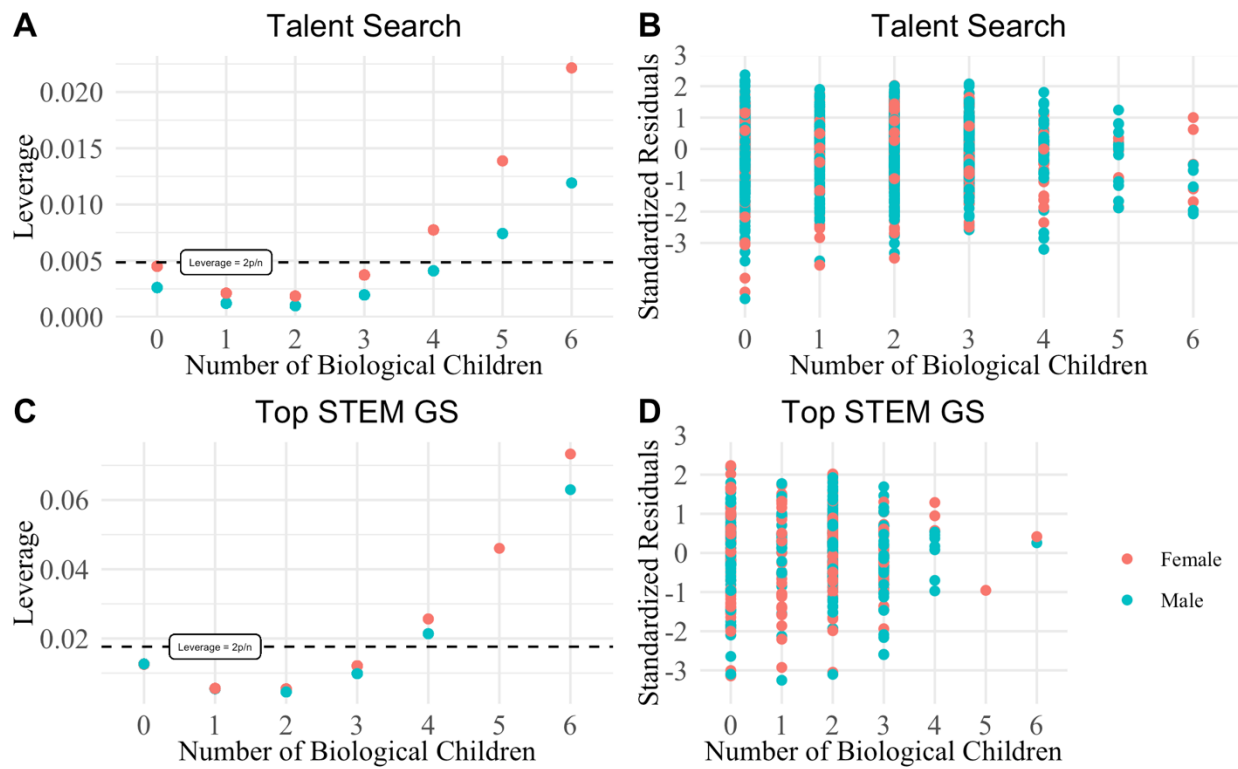 A
Talent Search
Leverage
0.020
0.015
0.010
0.005
0.000
Leverage = 2p/n
0 1 2 3 4 5 6
Number of Biological Children
B
Talent Search
Standardized Residuals
3
2
1
0
-1
-2
-3
0 1 2 3 4 5 6
Number of Biological Children
C
Top STEM GS
Leverage
0.06
0.04
0.02
Leverage = 2p/n
0 1 2 3 4 5 6
Number of Biological Children
D
Top STEM GS
Standardized Residuals
3
2
1
0
-1
-2
-3
0 1 2 3 4 5 6
Number of Biological Children
Female
Male